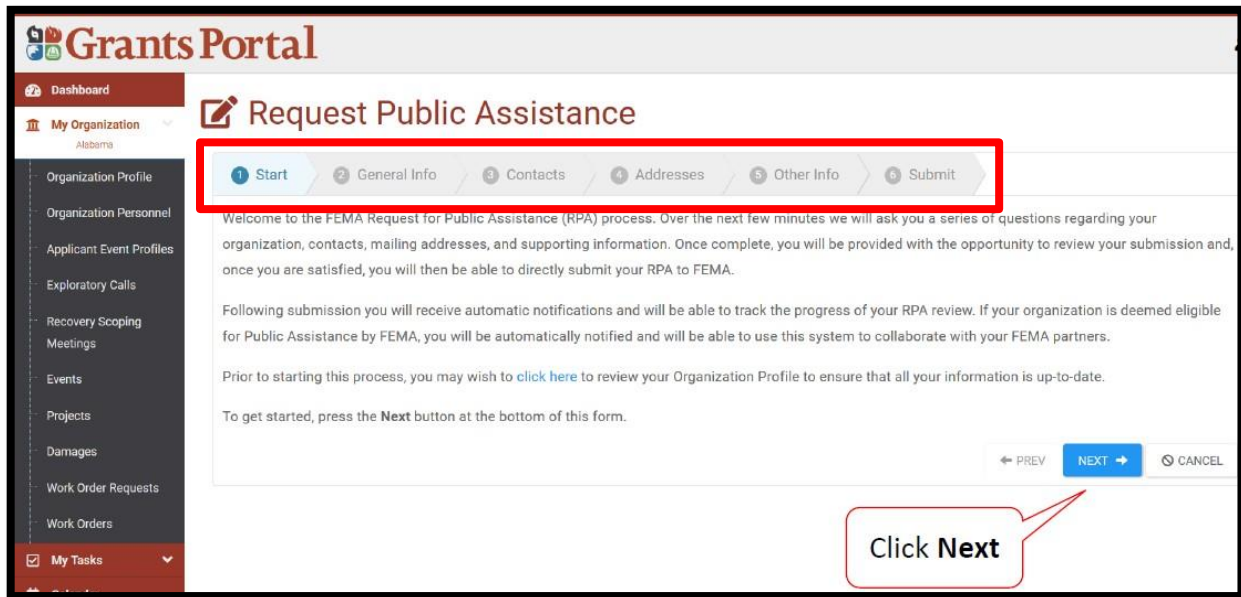 Grants Portal
Dashboard
My Organization
Alabama
Organization Profile
Organization Personnel
Applicant Event Profiles
Exploratory Calls
Recovery Scoping
Meetings
Events
Projects
Damages
Work Order Requests
Work Orders
My Tasks
Request Public Assistance
1 Start 2 General Info 3 Contacts 4 Addresses 5 Other Info 6 Submit
Welcome to the FEMA Request for Public Assistance (RPA) process. Over the next few minutes we will ask you a series of questions regarding your
organization, contacts, mailing addresses, and supporting information. Once complete, you will be provided with the opportunity to review your submission and,
once you are satisfied, you will then be able to directly submit your RPA to FEMA.
Following submission you will receive automatic notifications and will be able to track the progress of your RPA review. If your organization is deemed eligible
for Public Assistance by FEMA, you will be automatically notified and will be able to use this system to collaborate with your FEMA partners.
Prior to starting this process, you may wish to click here to review your Organization Profile to ensure that all your information is up-to-date.
To get started, press the Next button at the bottom of this form.
PREV NEXT CANCEL
Click Next